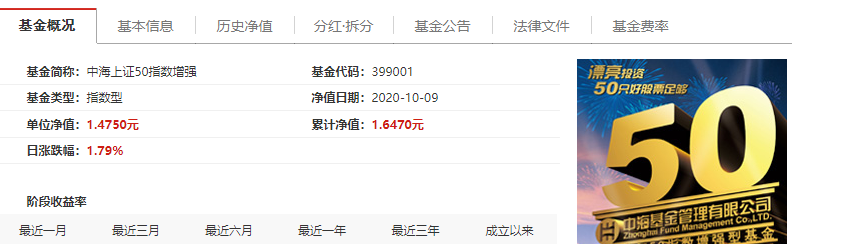 基金概况 基本信息 历史净值 分红·拆分 基金公告 法律文件 基金费率
基金简称：中海上证50指数增强 基金代码：399001
基金类型：指数型 净值日期：2020-10-09
单位净值：1.4750元 累计净值：1.6470元
日涨跌幅：1.79%
阶段收益率
最近一月 最近三月 最近六月 最近一年 最近三年 成立以来
漂亮投资
50只好股票足够
50
中海基金管理有限公司
Zhonghai Fund Management Co.,LTD.
指数增强型基金